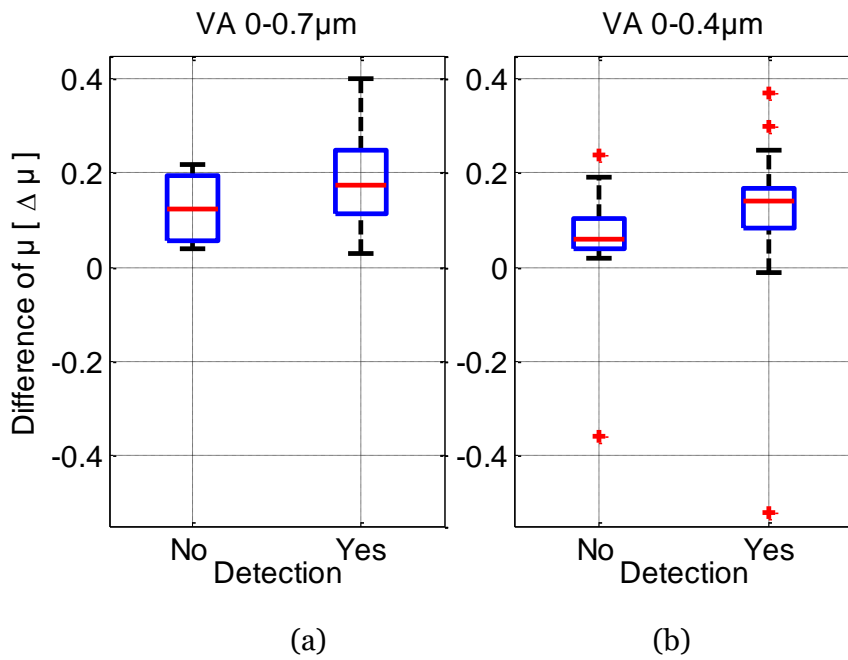 VA 0-0.7µm
VA 0-0.4µm
Difference of µ [ Δ µ ]
0.4
0.2
0
-0.2
-0.4
0.4
0.2
0
-0.2
-0.4
No
Yes
No
Yes
Detection
Detection
(a)
(b)